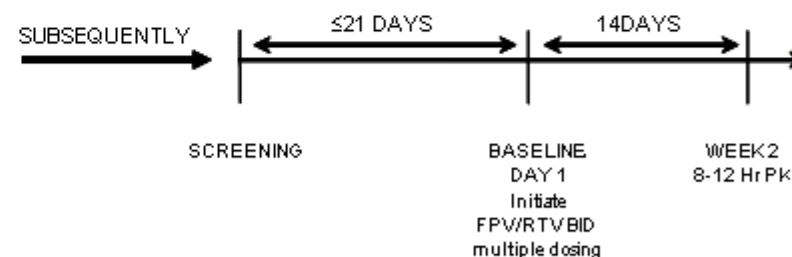 ≤21 DAYS
14DAYS
SUBSEQUENTLY
SCREENING
BASELINE
DAY 1
Initiate
FPV/RTV BID
multiple dosing
WEEK 2
8-12 Hr PK